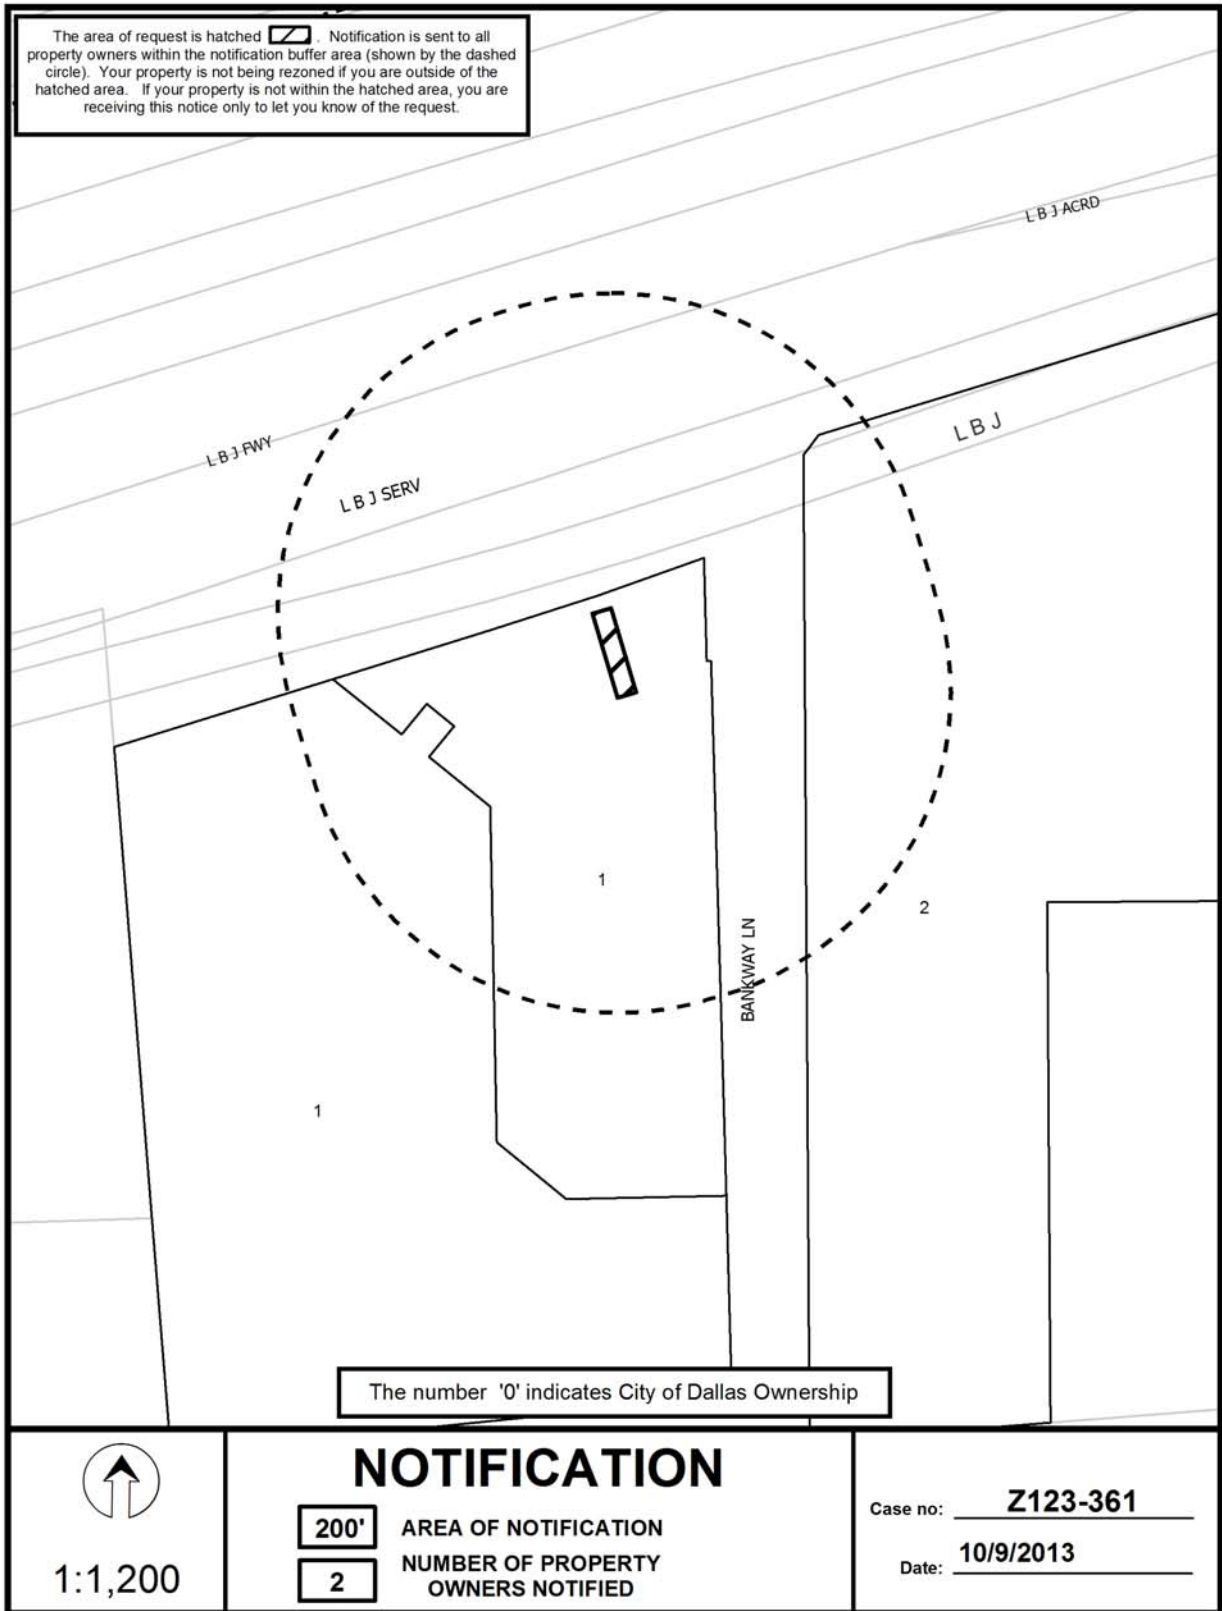 The area of request is hatched . Notification is sent to all
property owners within the notification buffer area (shown by the dashed
circle). Your property is not being rezoned if you are outside of the
hatched area. If your property is not within the hatched area, you are
receiving this notice only to let you know of the request.
L B J ACRD
L B J
L B J FWY
L B J SERV
1
2
BANKWAY LN
1
The number '0' indicates City of Dallas Ownership
1:1,200
NOTIFICATION
200' AREA OF NOTIFICATION
2 NUMBER OF PROPERTY
OWNERS NOTIFIED
Case no: Z123-361
Date: 10/9/2013